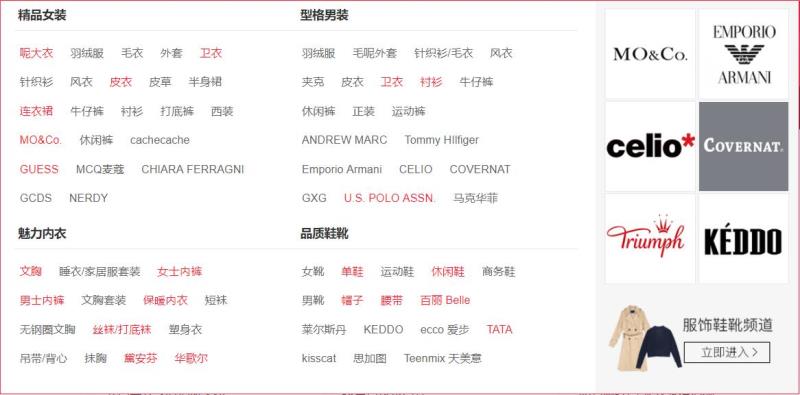 精品女装
呢大衣 羽绒服 毛衣 外套 卫衣
针织衫 风衣 皮衣 皮草 半身裙
连衣裙 牛仔裤 衬衫 打底裤 西装
MO&Co. 休闲裤 cachecache
GUESS MCQ麦蔻 CHIARA FERRAGNI
GCDS NERDY
型格男装
羽绒服 毛呢外套 针织衫/毛衣 风衣
夹克 皮衣 卫衣 衬衫 牛仔裤
休闲裤 正装 运动裤
ANDREW MARC Tommy HIlfiger
Emporio Armani CELIO COVERNAT
GXG U.S. POLO ASSN. 马克华菲
魅力内衣
文胸 睡衣/家居服套装 女士内裤
男士内裤 文胸套装 保暖内衣 短袜
无钢圈文胸 丝袜/打底袜 塑身衣
吊带/背心 抹胸 黛安芬 华歌尔
品质鞋靴
女靴 单鞋 运动鞋 休闲鞋 商务鞋
男靴 帽子 腰带 百丽 Belle
莱尔斯丹 KEDDO ecco 爱步 TATA
kisscat 思加图 Teenmix 天美意
MO&Co.
EMPORIO
ARMANI
celio*
COVERNAT
Triumph
KÉDDO
服饰鞋靴频道
立即进入 >